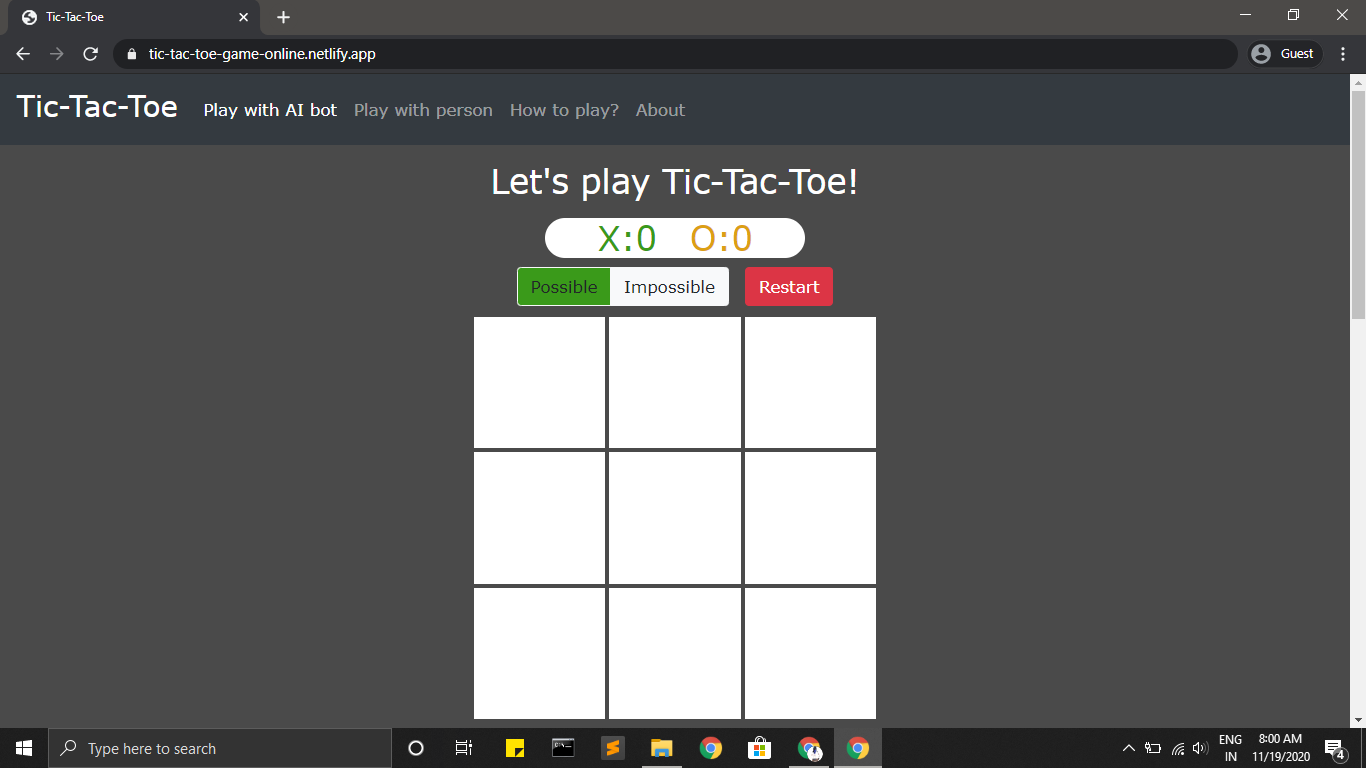 Tic-Tac-Toe
tic-tac-toe-game-online.netlify.app
Guest
Tic-Tac-Toe Play with AI bot Play with person How to play? About
Let's play Tic-Tac-Toe!
X:0 O:0
Possible Impossible Restart
Type here to search
ENG
IN
8:00 AM
11/19/2020
4